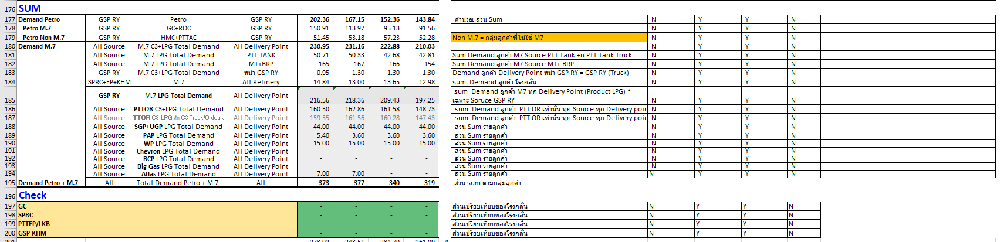 176 SUM
177 Demand Petro GSP RY Petro GSP RY 202.36 167.15 152.36 143.84 คำนวณ ส่วน Sum N Y Y N
178 Petro M.7 GSP RY GC+ROC GSP RY 150.91 113.97 95.13 91.56 N Y Y N
179 Petro Non M.7 GSP RY HMC+PTTAC GSP RY 51.45 53.18 57.23 52.28 Non M.7 = กลุ่มลูกค้าที่ไม่ใช่ M7 N Y Y N
180 Demand M.7 All Source M.7 C3+LPG Total Demand All Delivery Point 230.95 231.16 222.88 210.03 N Y Y N
181 All Source M.7 LPG Total Demand PTT TANK 50.71 50.33 42.68 42.81 Sum Demand ลูกค้า M7 Source PTT Tank +n PTT Tank Truck N Y Y N
182 All Source M.7 LPG Total Demand MT+BRP 165 167 166 154 Sum Demand ลูกค้า M7 Source MT+ BRP N Y Y N
183 GSP RY M.7 C3+LPG Total Demand หน้า GSP RY 0.95 1.30 1.30 1.30 Demand ลูกค้า Delivery Point หน้า GSP RY = GSP RY (Truck) N Y Y N
184 SPRC+EP+KHM M.7 All Refinery 14.84 13.00 13.65 12.98 sum Demand ลูกค้า โรงกลั่น N Y Y N
185 GSP RY M.7 LPG Total Demand All Delivery Point 216.56 218.36 209.43 197.25 sum Demand ลูกค้า M7 ทุก Delivery Point (Product LPG) *
เฉพาะ Soruce GSP RY N Y Y N
186 All Source PTTOR C3+LPG Total Demand All Delivery Point 160.50 162.86 161.58 148.73 sum Demand ลูกค้า PTT OR เท่านั้น ทุก Source ทุก Delivery poin N Y Y N
187 All Source TTOR C3+LPG หัก C3 Truck/Odour All Delivery Point 159.55 161.56 160.28 147.43 sum Demand ลูกค้า PTT OR เท่านั้น ทุก Source ทุก Delivery poin N Y Y N
188 All Source SGP+UGP LPG Total Demand All Delivery Point 44.00 44.00 44.00 44.00 ส่วน Sum รายลูกค้า N Y Y N
189 All Source PAP LPG Total Demand All Delivery Point 5.40 3.60 3.60 3.60 ส่วน Sum รายลูกค้า N Y Y N
190 All Source WP LPG Total Demand All Delivery Point 15.00 15.00 15.00 15.00 ส่วน Sum รายลูกค้า N Y Y N
191 All Source Chevron LPG Total Demand All Delivery Point - - - - ส่วน Sum รายลูกค้า N Y Y N
192 All Source BCP LPG Total Demand All Delivery Point - - - - ส่วน Sum รายลูกค้า N Y Y N
193 All Source Big Gas LPG Total Demand All Delivery Point - - - - ส่วน Sum รายลูกค้า N Y Y N
194 All Source Atlas LPG Total Demand All Delivery Point 7.00 7.00 - - ส่วน Sum รายลูกค้า N Y Y N
195 Demand Petro + M.7 All Total Demand Petro + M.7 All 373 377 340 319 ส่วน sum ตามกลุ่มลูกค้า
196 Check
197 GC - - - - ส่วนเปรียบเทียบของโรงกลั่น N Y Y N
198 SPRC - - - - ส่วนเปรียบเทียบของโรงกลั่น N Y Y N
199 PTTEP/LKB - - - - ส่วนเปรียบเทียบของโรงกลั่น N Y Y N
200 GSP KHM - - - - ส่วนเปรียบเทียบของโรงกลั่น N Y Y N